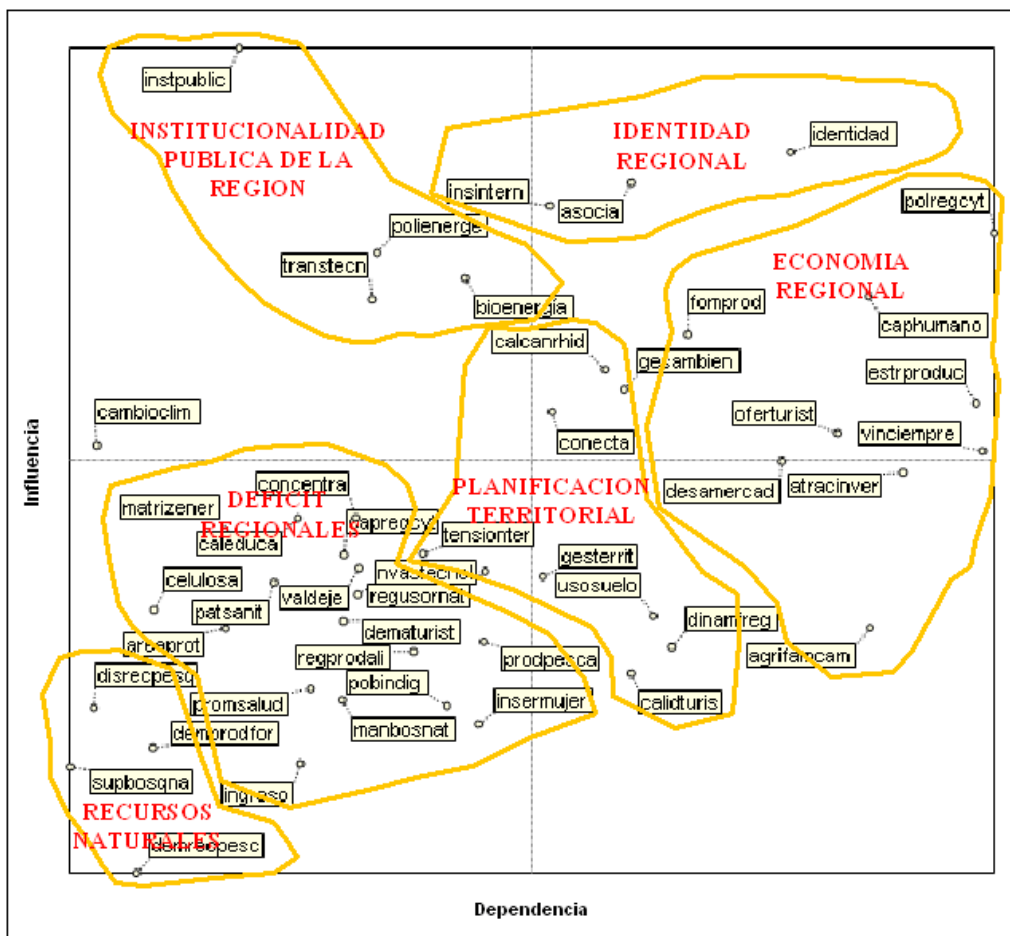 instpublic
INSTITUCIONALIDAD
PUBLICA DE LA
REGION
IDENTIDAD
REGIONAL
identidad
insintern
asocia
polregcyt
polienerge
transtecn
bioenergia
ECONOMIA
REGIONAL
fomprod
caphumano
calcanrhid
gesambien
estrproduc
cambioclim
oferturist
conecta
vinciempre
Influencia
concentra
desamercad
atracinver
matrizener
DEFICIT
REGIONALES
PLANIFICACION
TERRITORIAL
capregcyt
caleduca
tensionter
gesterrit
celulosa
nvastecnol
usosuelo
valdeje
regusornat
patsanit
dinamireg
dematurist
areaprot
regprodali
prodpesca
agrifamcam
disrecpesq
pobindig
promsalud
insermujer
calidturis
manbosnat
demprodfor
supbosqna
ingreso
RECURSOS
NATURALES
demrecpesc
Dependencia